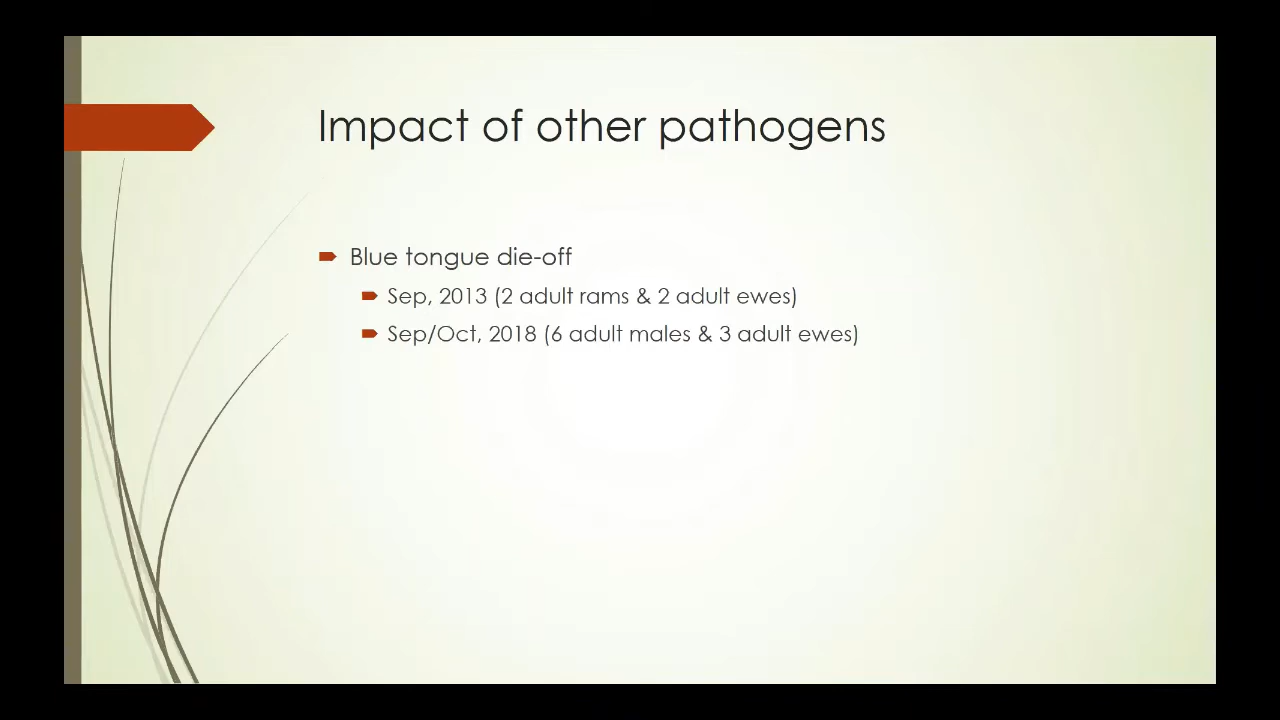 Impact of other pathogens
Blue tongue die-off
Sep, 2013 (2 adult rams & 2 adult ewes)
Sep/Oct, 2018 (6 adult males & 3 adult ewes)